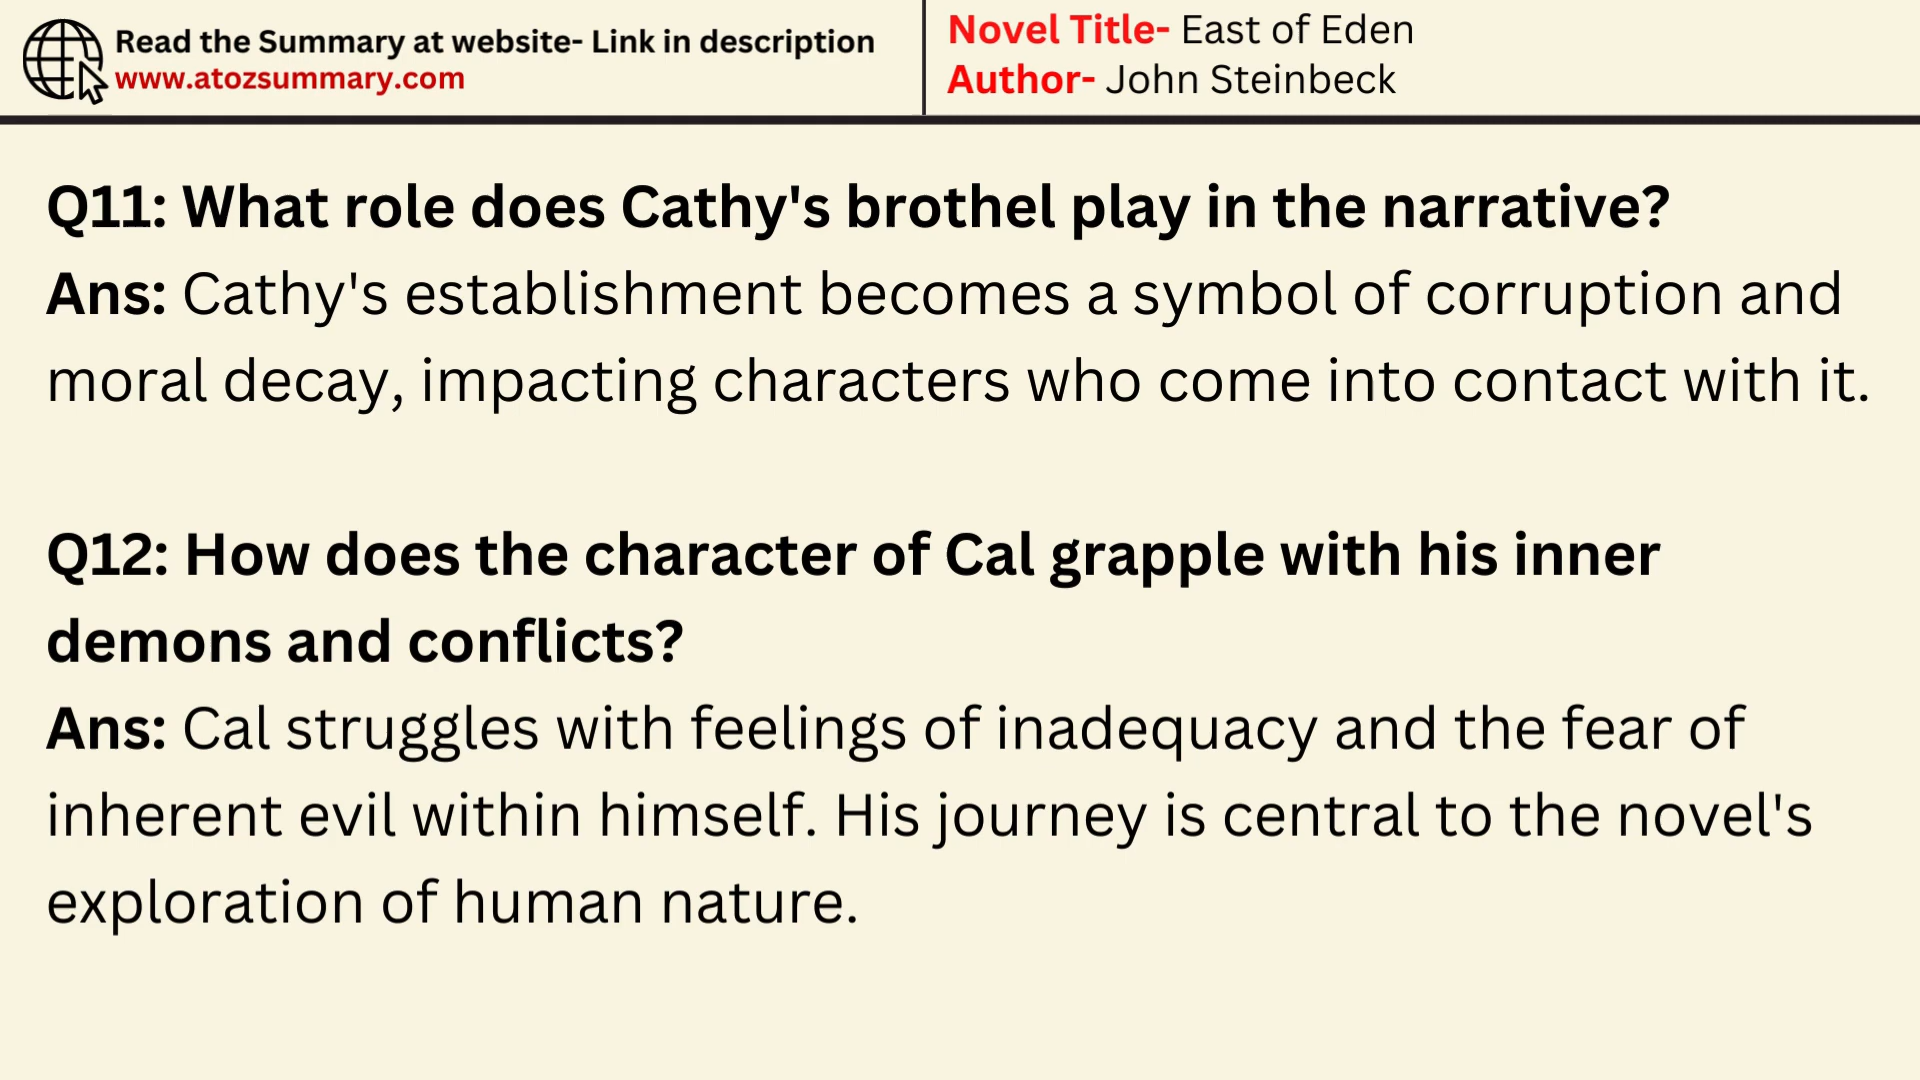 Read the Summary at website- Link in description
www.atozsummary.com
Novel Title- East of Eden
Author- John Steinbeck
Q11: What role does Cathy's brothel play in the narrative?
Ans: Cathy's establishment becomes a symbol of corruption and
moral decay, impacting characters who come into contact with it.
Q12: How does the character of Cal grapple with his inner
demons and conflicts?
Ans: Cal struggles with feelings of inadequacy and the fear of
inherent evil within himself. His journey is central to the novel's
exploration of human nature.